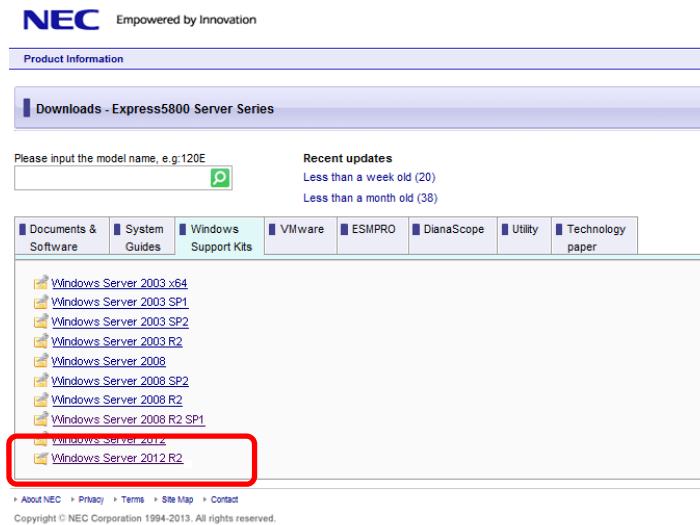 NEC Empowered by Innovation
Product Information
Downloads - Express5800 Server Series
Please input the model name, e.g:120E
Recent updates
Less than a week old (20)
Less than a month old (38)
Documents & Software
System Guides
Windows Support Kits
VMware
ESMPRO
DianaScope
Utility
Technology paper
Windows Server 2003 x64
Windows Server 2003 SP1
Windows Server 2003 SP2
Windows Server 2003 R2
Windows Server 2008
Windows Server 2008 SP2
Windows Server 2008 R2
Windows Server 2008 R2 SP1
Windows Server 2012
Windows Server 2012 R2
About NEC Privacy Terms Site Map Contact
Copyright © NEC Corporation 1994-2013. All rights reserved.